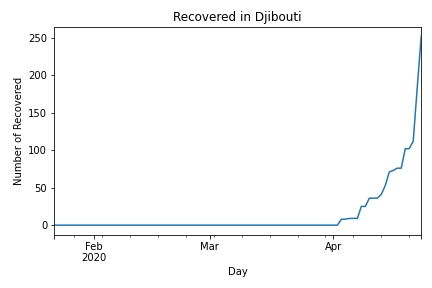 Recovered in Djibouti
Number of Recovered
250
200
150
100
50
0
Feb
2020
Mar
Apr
Day